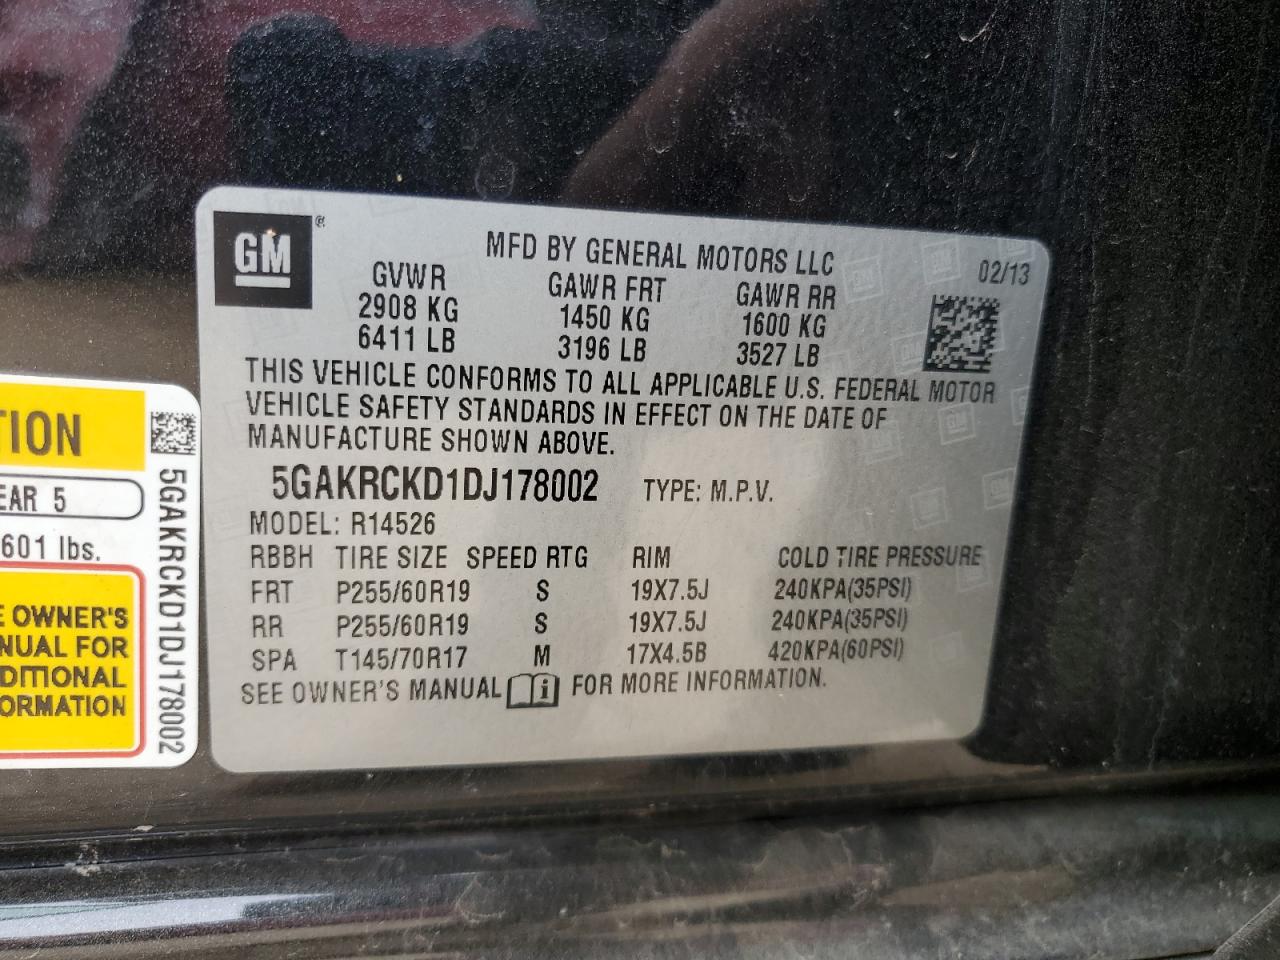 GM ®
MFD BY GENERAL MOTORS LLC 02/13
GVWR GAWR FRT GAWR RR
2908 KG 1450 KG 1600 KG
6411 LB 3196 LB 3527 LB
THIS VEHICLE CONFORMS TO ALL APPLICABLE U.S. FEDERAL MOTOR
VEHICLE SAFETY STANDARDS IN EFFECT ON THE DATE OF
MANUFACTURE SHOWN ABOVE.
5GAKRCKD1DJ178002 TYPE: M.P.V.
MODEL: R14526
RBBH TIRE SIZE SPEED RTG RIM COLD TIRE PRESSURE
FRT P255/60R19 S 19X7.5J 240KPA(35PSI)
RR P255/60R19 S 19X7.5J 240KPA(35PSI)
SPA T145/70R17 M 17X4.5B 420KPA(60PSI)
SEE OWNER'S MANUAL i FOR MORE INFORMATION.
TION
EAR 5
601 lbs.
E OWNER'S
NUAL FOR
DITIONAL
ORMATION
5GAKRCKD1DJ178002